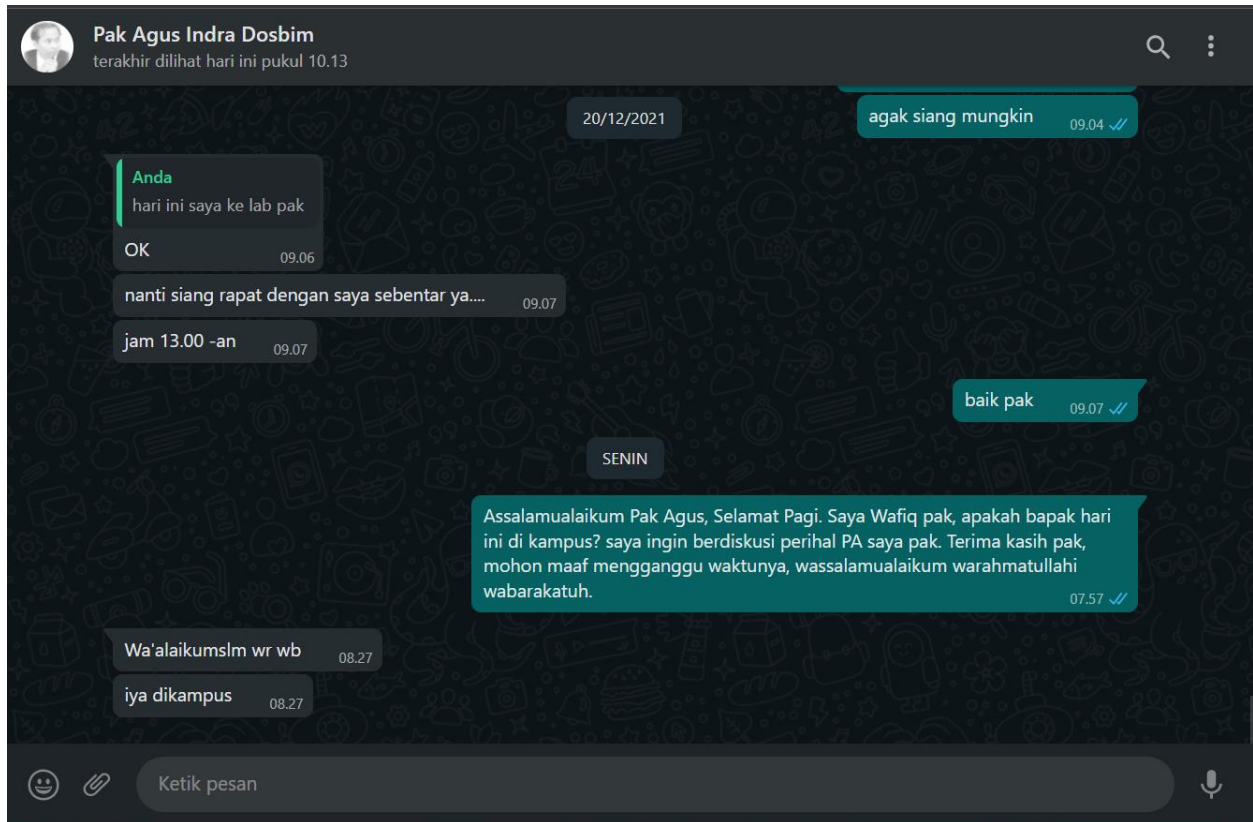 Pak Agus Indra Dosbim
terakhir dilihat hari ini pukul 10.13
20/12/2021
agak siang mungkin 09.04
Anda
hari ini saya ke lab pak
OK 09.06
nanti siang rapat dengan saya sebentar ya.... 09.07
jam 13.00 -an 09.07
baik pak 09.07
SENIN
Assalamualaikum Pak Agus, Selamat Pagi. Saya Wafiq pak, apakah bapak hari
ini di kampus? saya ingin berdiskusi perihal PA saya pak. Terima kasih pak,
mohon maaf mengganggu waktunya, wassalamualaikum warahmatullahi
wabarakatuh. 07.57
Wa'alaikumslm wr wb 08.27
iya dikampus 08.27
Ketik pesan